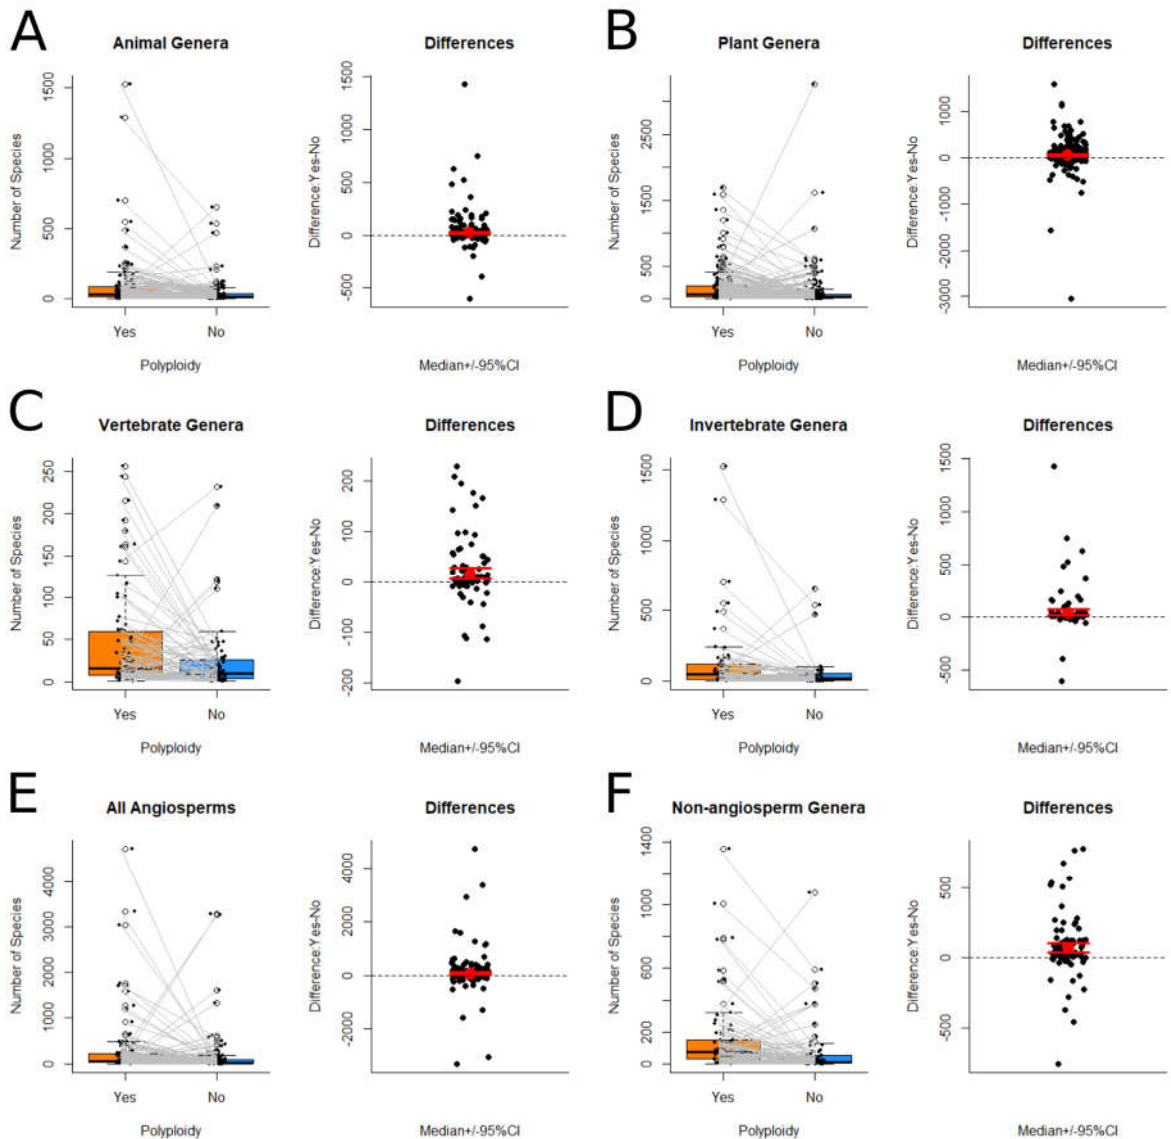 A
Animal Genera
Number of Species
0
500
1000
1500
Yes
No
Polyploidy
Differences
Difference:Yes-No
-500
0
500
1000
1500
Median+/-95%CI
B
Plant Genera
Number of Species
0
500
1500
2500
Yes
No
Polyploidy
Differences
Difference:Yes-No
-3000
-2000
-1000
0
1000
Median+/-95%CI
C
Vertebrate Genera
Number of Species
0
50
100
150
200
250
Yes
No
Polyploidy
Differences
Difference:Yes-No
-200
-100
0
100
200
Median+/-95%CI
D
Invertebrate Genera
Number of Species
0
500
1000
1500
Yes
No
Polyploidy
Differences
Difference:Yes-No
-500
0
500
1000
1500
Median+/-95%CI
E
All Angiosperms
Number of Species
0
1000
2000
3000
4000
Yes
No
Polyploidy
Differences
Difference:Yes-No
-2000
0
2000
4000
Median+/-95%CI
F
Non-angiosperm Genera
Number of Species
0
200
600
1000
1400
Yes
No
Polyploidy
Differences
Difference:Yes-No
-500
0
500
Median+/-95%CI